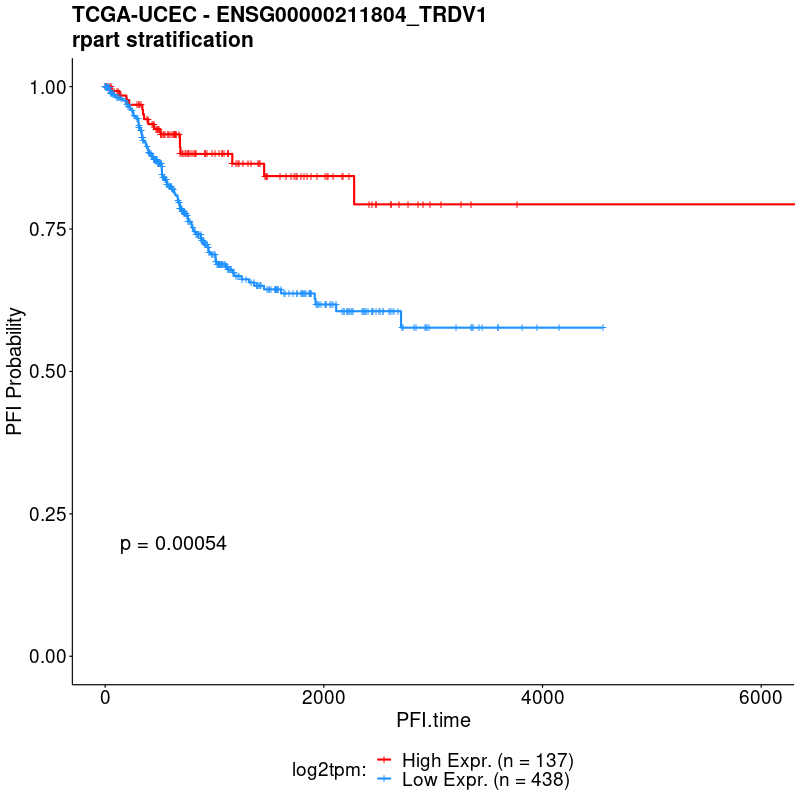 TCGA-UCEC - ENSG00000211804_TRDV1
rpart stratification
1.00
0.75
0.50
0.25
0.00
PFI Probability
p = 0.00054
0 2000 4000 6000
PFI.time
log2tpm:
High Expr. (n = 137)
Low Expr. (n = 438)